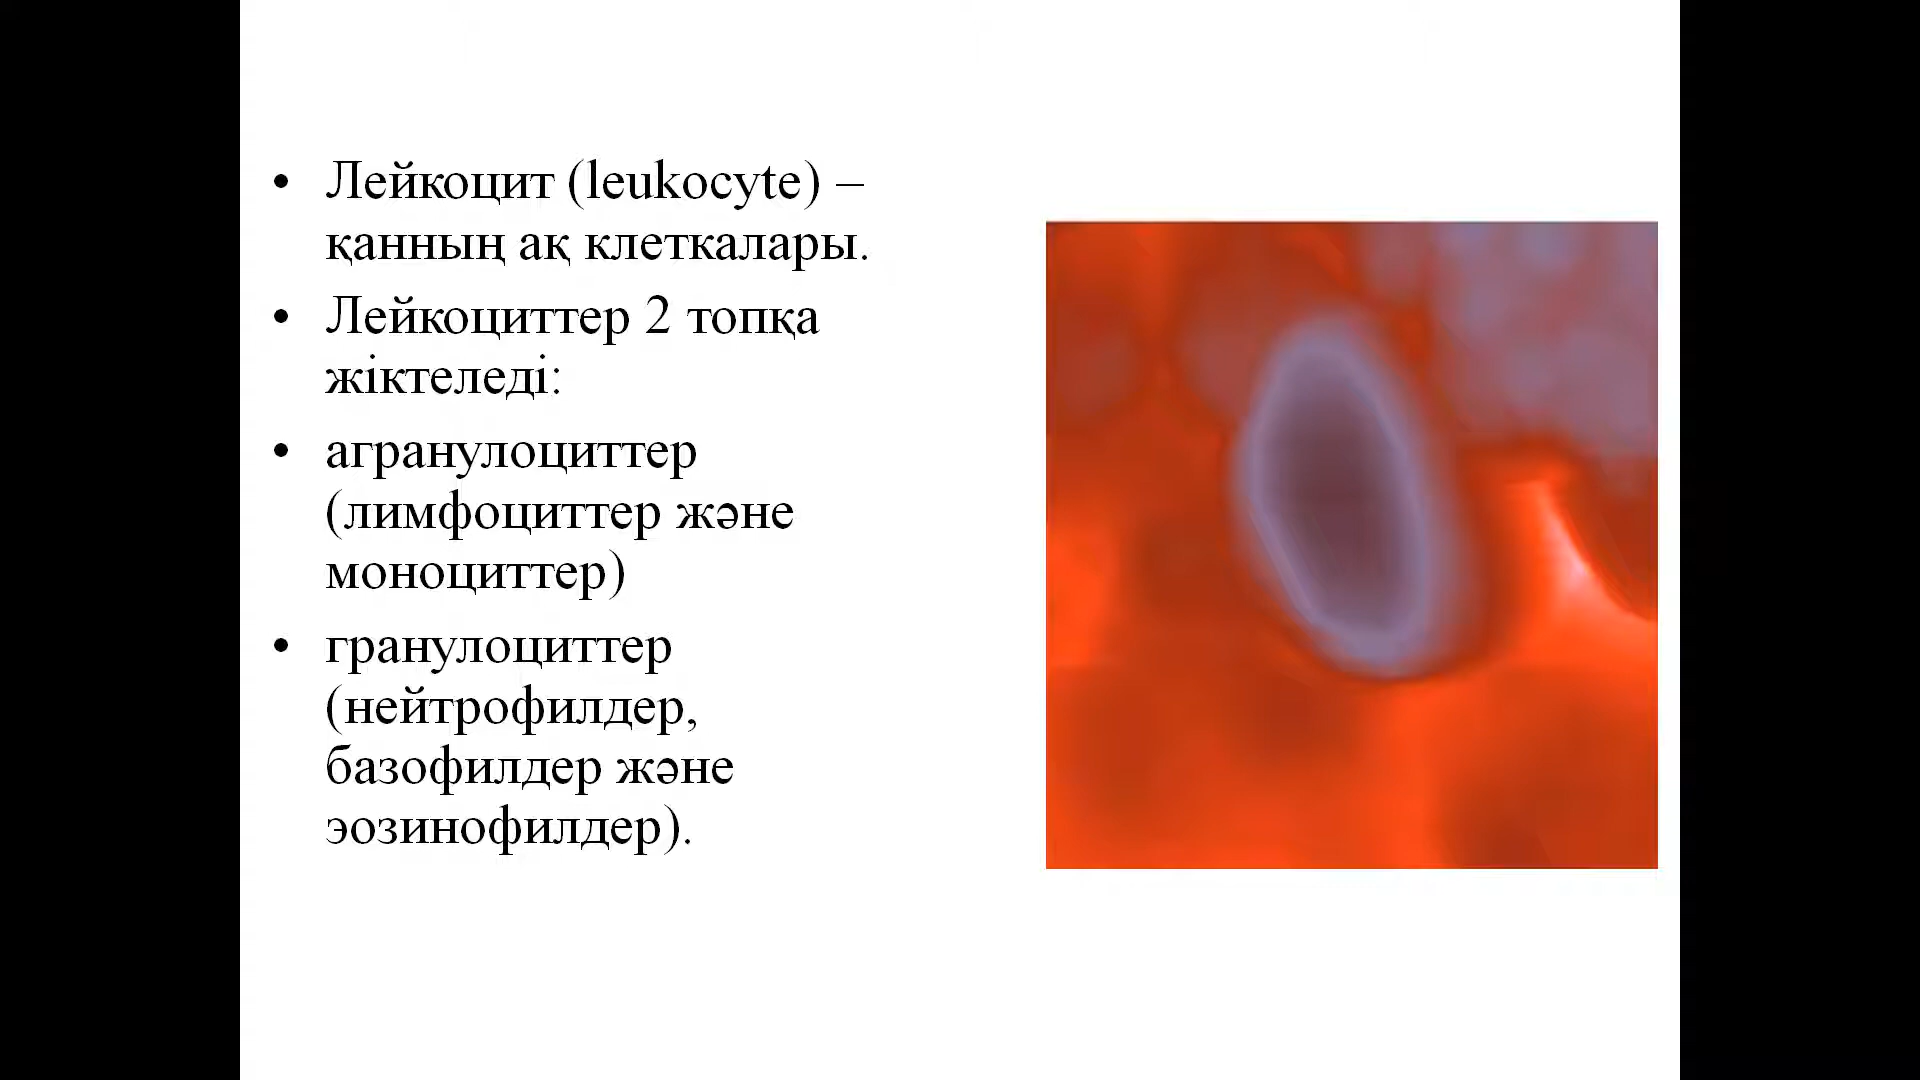 • Лейкоцит (leukocyte) –
қанның ақ клеткалары.
• Лейкоциттер 2 топқа
жіктеледі:
• агранулоциттер
(лимфоциттер және
моноциттер)
• гранулоциттер
(нейтрофилдер,
базофилдер және
эозинофилдер).